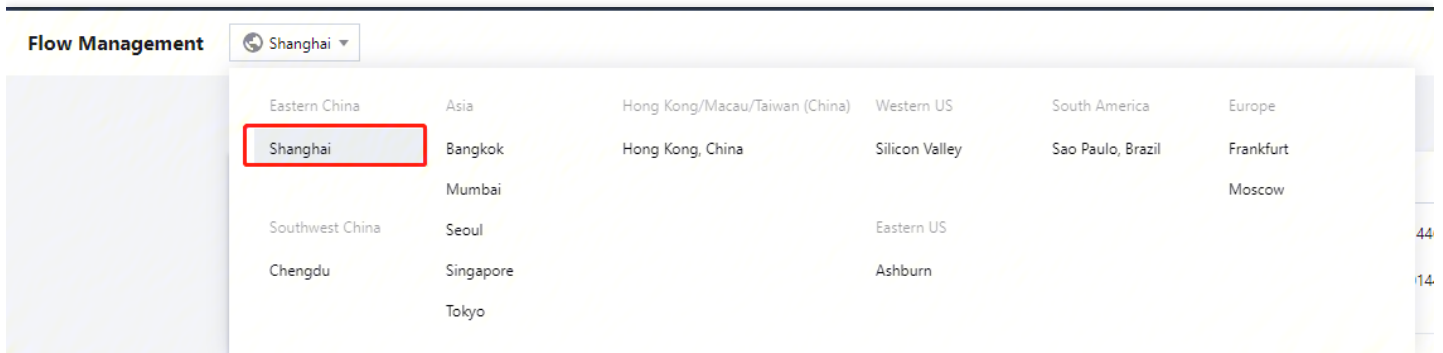 Flow Management Shanghai
Eastern China Asia Hong Kong/Macau/Taiwan (China) Western US South America Europe
Shanghai Bangkok Hong Kong, China Silicon Valley Sao Paulo, Brazil Frankfurt
Mumbai Moscow
Southwest China Seoul Eastern US
Chengdu Singapore Ashburn
Tokyo